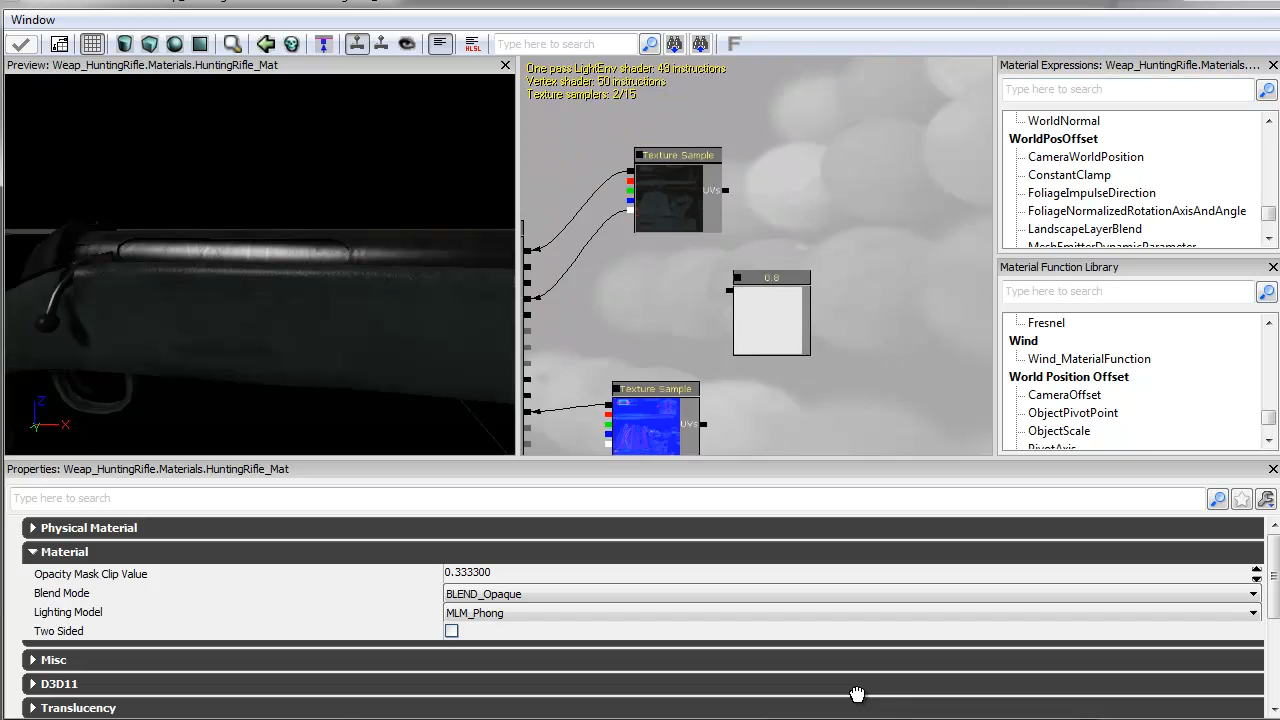 Window
HLSL
Type here to search
F
Preview: Weap_HuntingRifle.Materials.HuntingRifle_Mat
Z
X
One pass LightEnv shader: 49 instructions
Vertex shader: 50 instructions
Texture samplers: 2/15
Texture Sample
UVs
0.8
Texture Sample
UVs
Material Expressions: Weap_HuntingRifle.Materials....
Type here to search
WorldNormal
WorldPosOffset
CameraWorldPosition
ConstantClamp
FoliageImpulseDirection
FoliageNormalizedRotationAxisAndAngle
LandscapeLayerBlend
MeshEmitterDynamicParameter
Material Function Library
Type here to search
Fresnel
Wind
Wind_MaterialFunction
World Position Offset
CameraOffset
ObjectPivotPoint
ObjectScale
PivotAxis
Properties: Weap_HuntingRifle.Materials.HuntingRifle_Mat
Type here to search
Physical Material
Material
Opacity Mask Clip Value
0.333300
Blend Mode
BLEND_Opaque
Lighting Model
MLM_Phong
Two Sided
Misc
D3D11
Translucency